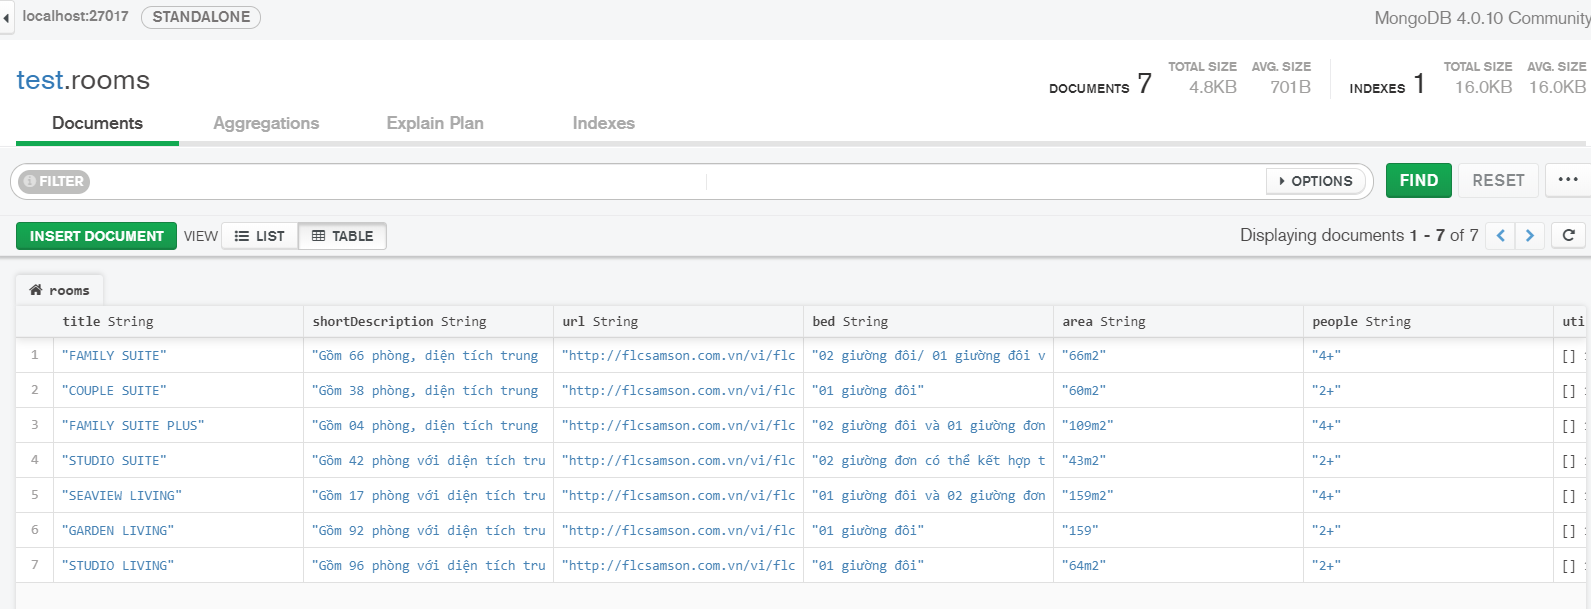 localhost:27017 STANDALONE MongoDB 4.0.10 Community
test.rooms
DOCUMENTS 7 TOTAL SIZE 4.8KB AVG. SIZE 701B INDEXES 1 TOTAL SIZE 16.0KB AVG. SIZE 16.0KB
Documents Aggregations Explain Plan Indexes
FILTER OPTIONS FIND RESET ...
INSERT DOCUMENT VIEW LIST TABLE Displaying documents 1 - 7 of 7
rooms
title String shortDescription String url String bed String area String people String uti
1 "FAMILY SUITE" "Gồm 66 phòng, diện tích trung "http://flcsamson.com.vn/vi/flc "02 giường đôi/ 01 giường đôi v "66m2" "4+" []
2 "COUPLE SUITE" "Gồm 38 phòng, diện tích trung "http://flcsamson.com.vn/vi/flc "01 giường đôi" "60m2" "2+" []
3 "FAMILY SUITE PLUS" "Gồm 04 phòng, diện tích trung "http://flcsamson.com.vn/vi/flc "02 giường đôi và 01 giường đơn "109m2" "4+" []
4 "STUDIO SUITE" "Gồm 42 phòng với diện tích tru "http://flcsamson.com.vn/vi/flc "02 giường đơn có thể kết hợp t "43m2" "2+" []
5 "SEAVIEW LIVING" "Gồm 17 phòng với diện tích tru "http://flcsamson.com.vn/vi/flc "01 giường đôi và 02 giường đơn "159m2" "4+" []
6 "GARDEN LIVING" "Gồm 92 phòng với diện tích tru "http://flcsamson.com.vn/vi/flc "01 giường đôi" "159" "2+" []
7 "STUDIO LIVING" "Gồm 96 phòng với diện tích tru "http://flcsamson.com.vn/vi/flc "01 giường đôi" "64m2" "2+" []